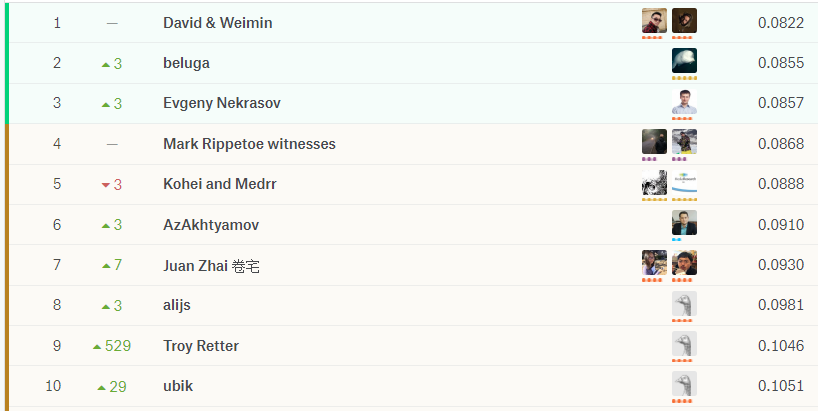 1 — David & Weimin 0.0822
2 ▲ 3 beluga 0.0855
3 ▲ 3 Evgeny Nekrasov 0.0857
4 — Mark Rippetoe witnesses 0.0868
5 ▼ 3 Kohei and Medrr 0.0888
6 ▲ 3 AzAkhtyamov 0.0910
7 ▲ 7 Juan Zhai 卷宅 0.0930
8 ▲ 3 alijs 0.0981
9 ▲ 529 Troy Retter 0.1046
10 ▲ 29 ubik 0.1051